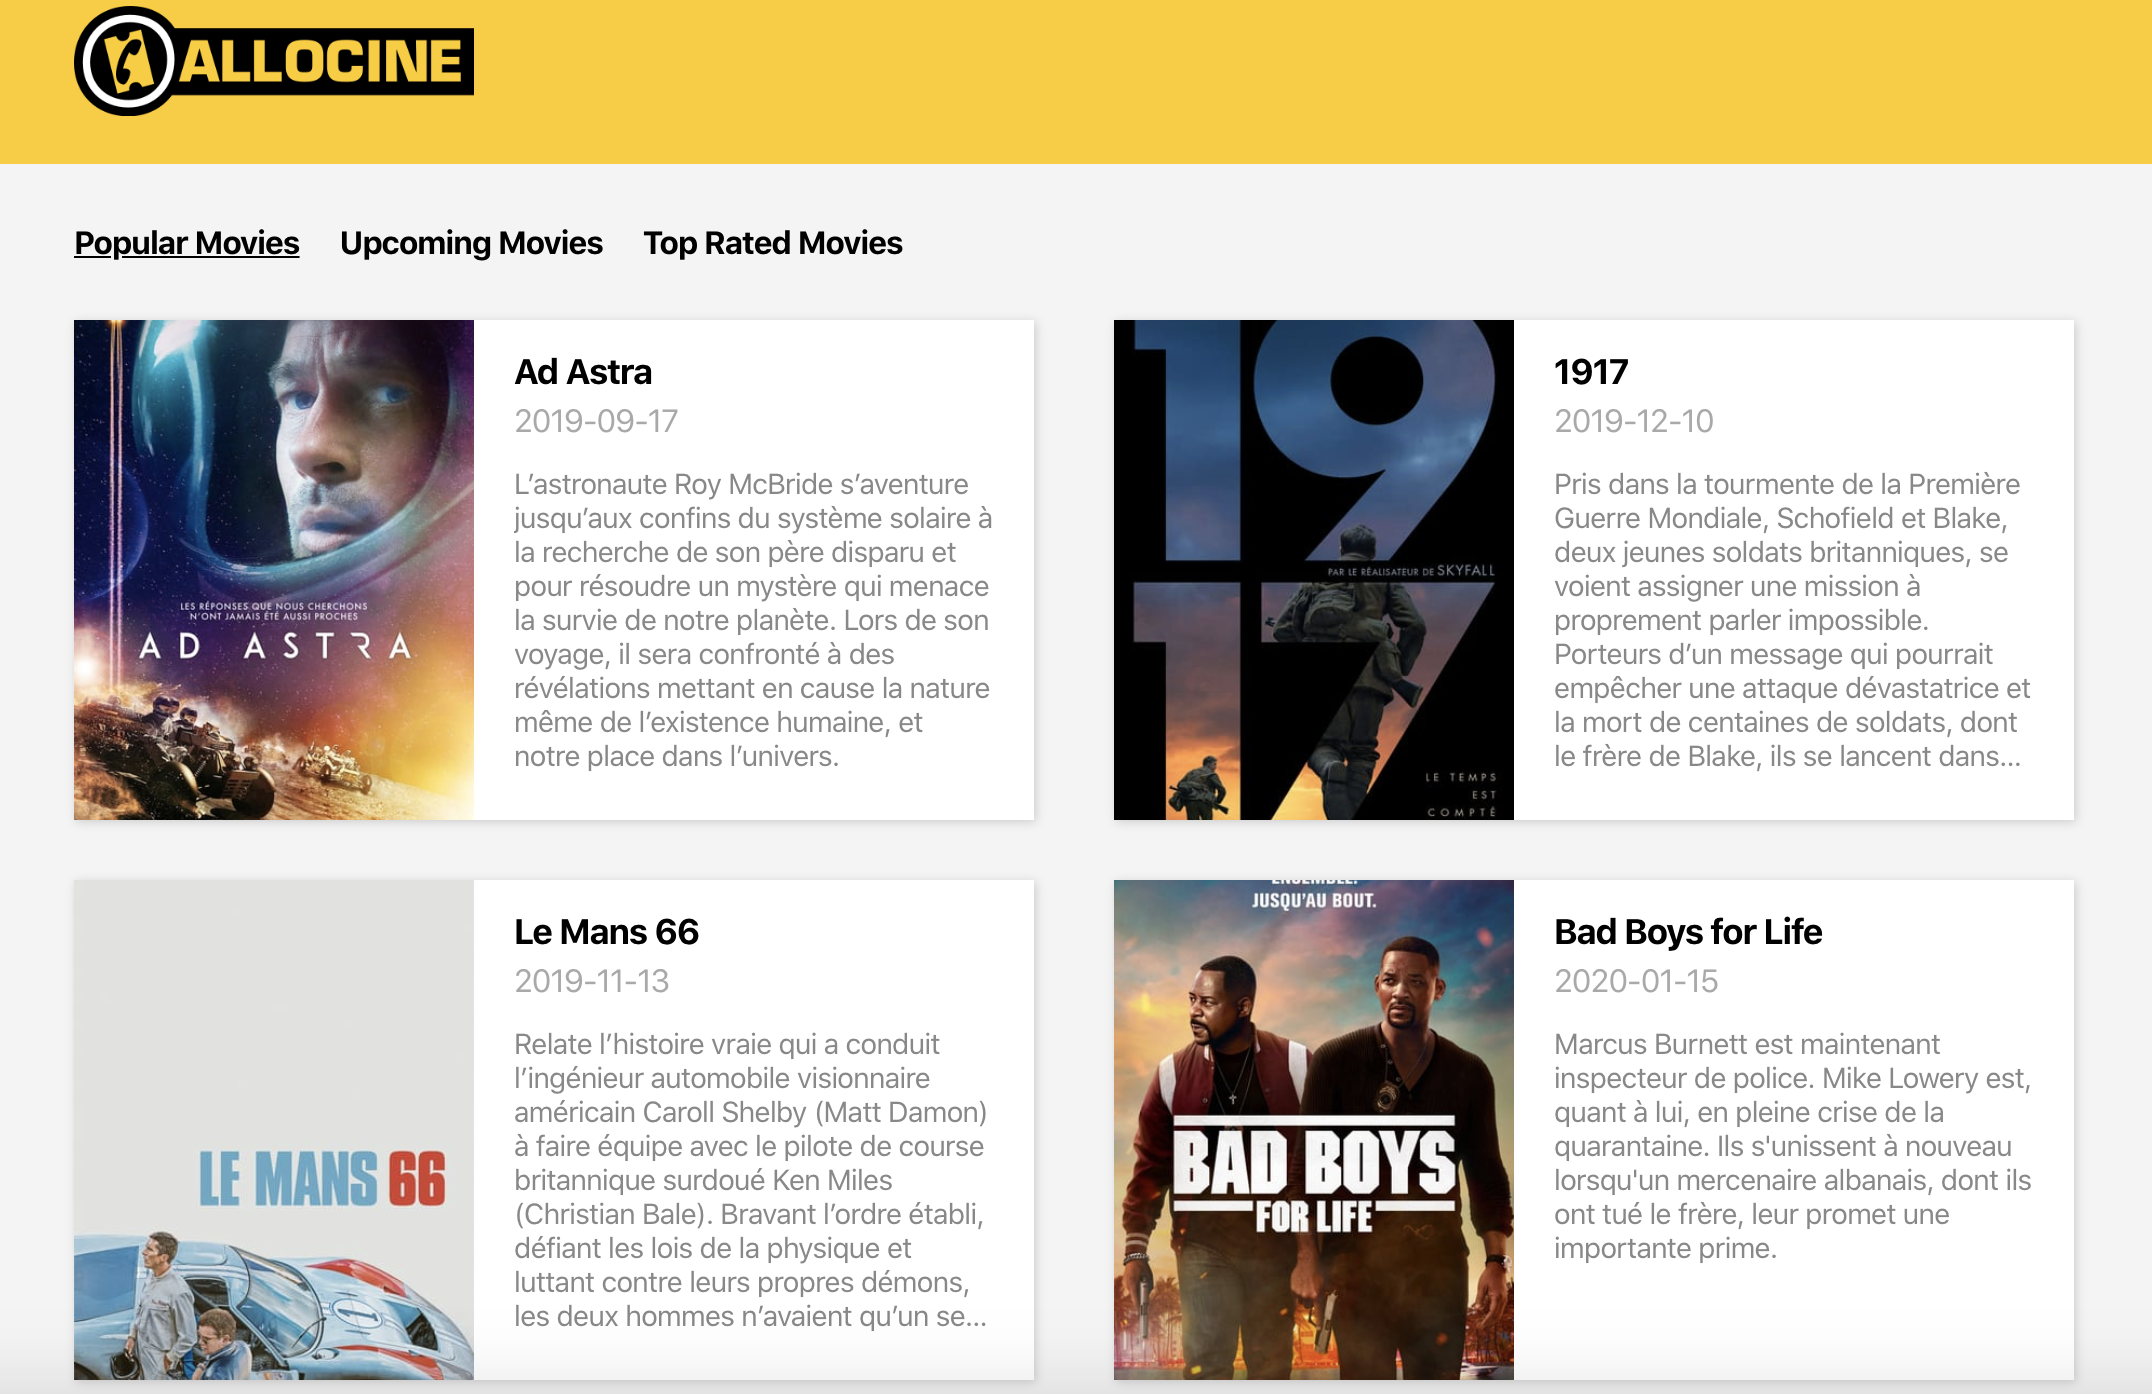 ALLOCINE
Popular Movies Upcoming Movies Top Rated Movies
LES RÉPONSES QUE NOUS CHERCHONS
N'ONT JAMAIS ÉTÉ AUSSI PROCHES
AD ASTRA
Ad Astra
2019-09-17
L’astronaute Roy McBride s’aventure
jusqu’aux confins du système solaire à
la recherche de son père disparu et
pour résoudre un mystère qui menace
la survie de notre planète. Lors de son
voyage, il sera confronté à des
révélations mettant en cause la nature
même de l’existence humaine, et
notre place dans l’univers.
19
PAR LE RÉALISATEUR DE SKYFALL
17
LE TEMPS
EST
COMPTÉ
1917
2019-12-10
Pris dans la tourmente de la Première
Guerre Mondiale, Schofield et Blake,
deux jeunes soldats britanniques, se
voient assigner une mission à
proprement parler impossible.
Porteurs d’un message qui pourrait
empêcher une attaque dévastatrice et
la mort de centaines de soldats, dont
le frère de Blake, ils se lancent dans...
LE MANS 66
1
Le Mans 66
2019-11-13
Relate l’histoire vraie qui a conduit
l’ingénieur automobile visionnaire
américain Caroll Shelby (Matt Damon)
à faire équipe avec le pilote de course
britannique surdoué Ken Miles
(Christian Bale). Bravant l’ordre établi,
défiant les lois de la physique et
luttant contre leurs propres démons,
les deux hommes n’avaient qu’un se...
ENSEMBLE.
JUSQU'AU BOUT.
BAD BOYS
FOR LIFE
Bad Boys for Life
2020-01-15
Marcus Burnett est maintenant
inspecteur de police. Mike Lowery est,
quant à lui, en pleine crise de la
quarantaine. Ils s'unissent à nouveau
lorsqu'un mercenaire albanais, dont ils
ont tué le frère, leur promet une
importante prime.